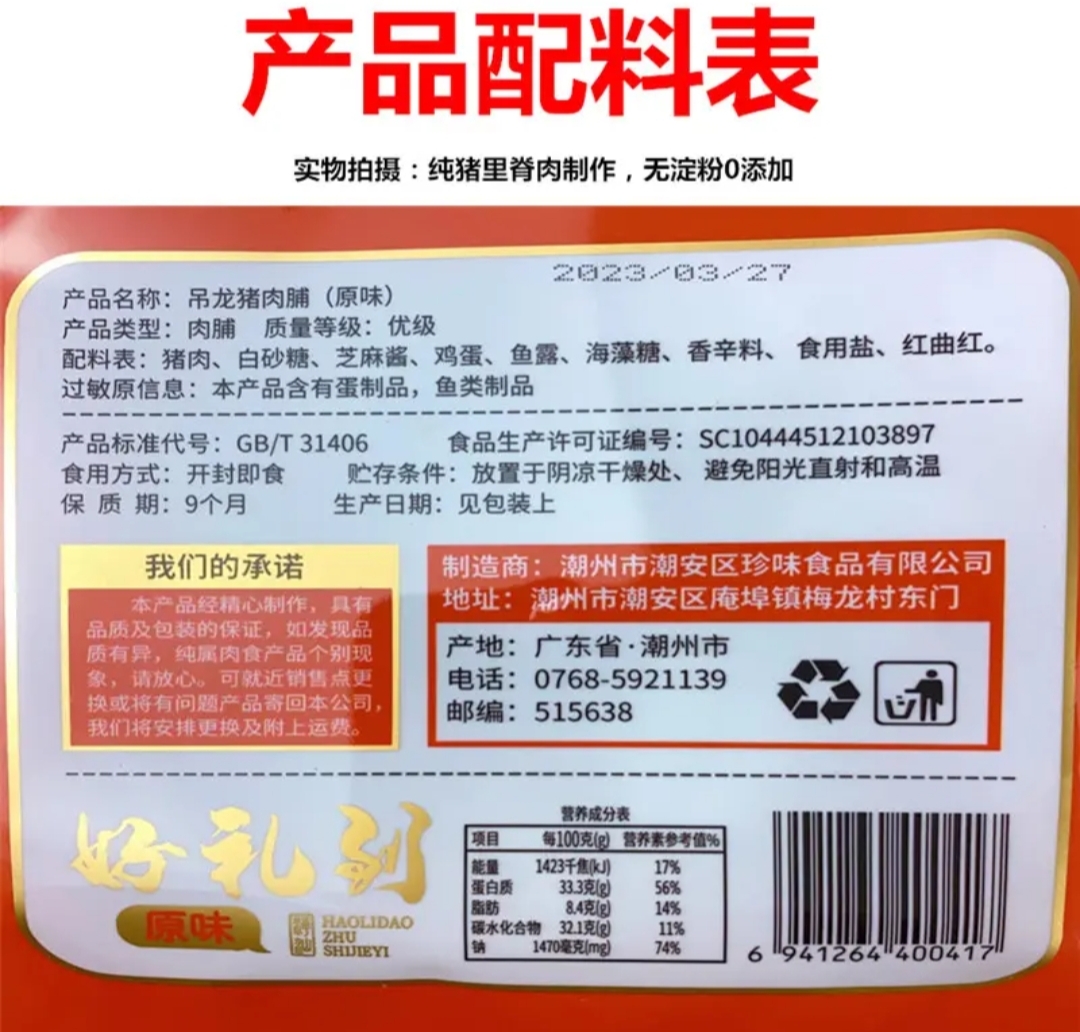 产品配料表
实物拍摄：纯猪里脊肉制作，无淀粉0添加
2023/03/27
产品名称：吊龙猪肉脯（原味）
产品类型：肉脯 质量等级：优级
配料表：猪肉、白砂糖、芝麻酱、鸡蛋、鱼露、海藻糖、香辛料、食用盐、红曲红。
过敏原信息：本产品含有蛋制品，鱼类制品
产品标准代号：GB/T 31406 食品生产许可证编号：SC10444512103897
食用方式：开封即食 贮存条件：放置于阴凉干燥处、避免阳光直射和高温
保 质 期：9个月 生产日期：见包装上
我们的承诺
本产品经精心制作，具有
品质及包装的保证，如发现品
质有异，纯属肉食产品个别现
象，请放心。可就近销售点更
换或将有问题产品寄回本公司，
我们将安排更换及附上运费。
制造商：潮州市潮安区珍味食品有限公司
地址：潮州市潮安区庵埠镇梅龙村东门
产地：广东省·潮州市
电话：0768-5921139
邮编：515638
好礼到
原味
HAOLIDAO
ZHU
SHIJIEYI
营养成分表
项目 每100克(g) 营养素参考值%
能量 1423千焦(kJ) 17%
蛋白质 33.3克(g) 56%
脂肪 8.4克(g) 14%
碳水化合物 32.1克(g) 11%
钠 1470毫克(mg) 74%
6 941264 400417